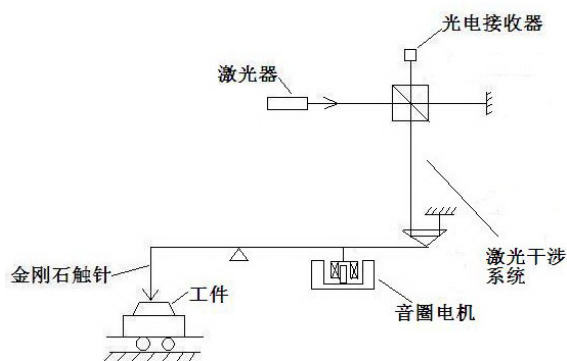 光电接收器
激光器
激光干涉
系统
金刚石触针
工件
音圈电机